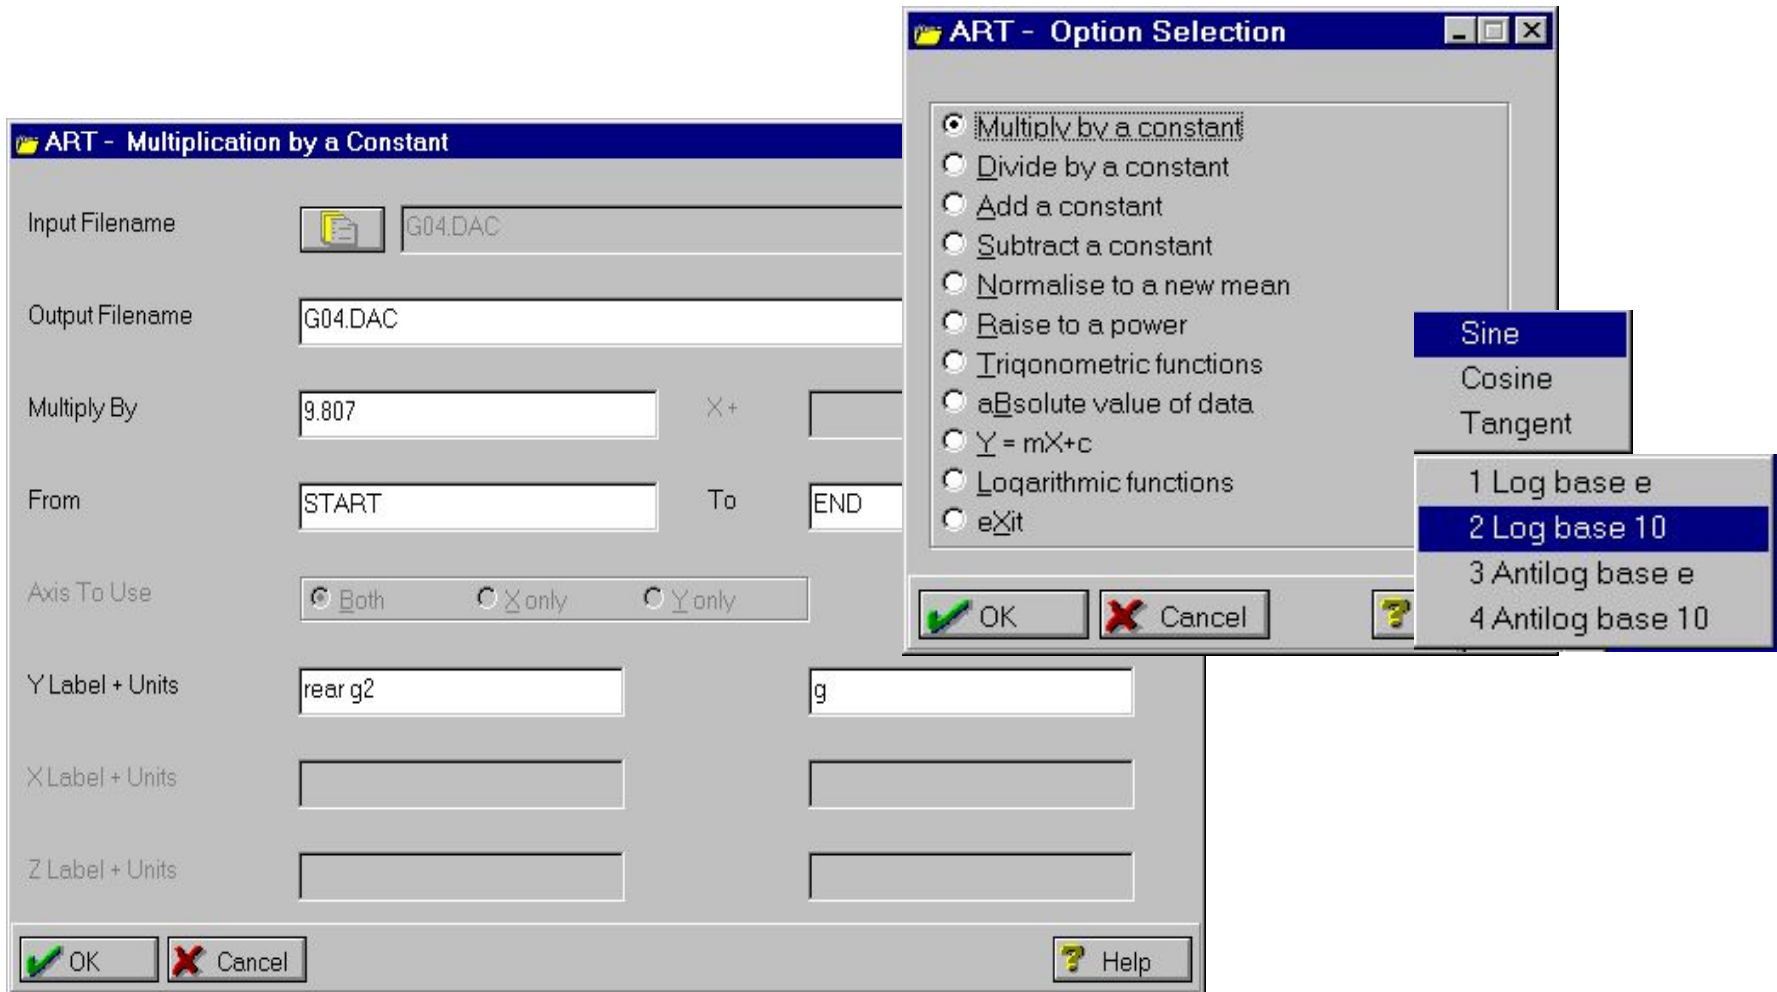 ART - Multiplication by a Constant
Input Filename G04.DAC
Output Filename G04.DAC
Multiply By 9.807 X +
From START To END
Axis To Use Both X only Y only
Y Label + Units rear g2 g
X Label + Units
Z Label + Units
OK Cancel Help
ART - Option Selection
Multiply by a constant
Divide by a constant
Add a constant
Subtract a constant
Normalise to a new mean
Raise to a power
Trigonometric functions
aBsolute value of data
Y = mX+c
Logarithmic functions
eXit
OK Cancel ?
Sine
Cosine
Tangent
1 Log base e
2 Log base 10
3 Antilog base e
4 Antilog base 10